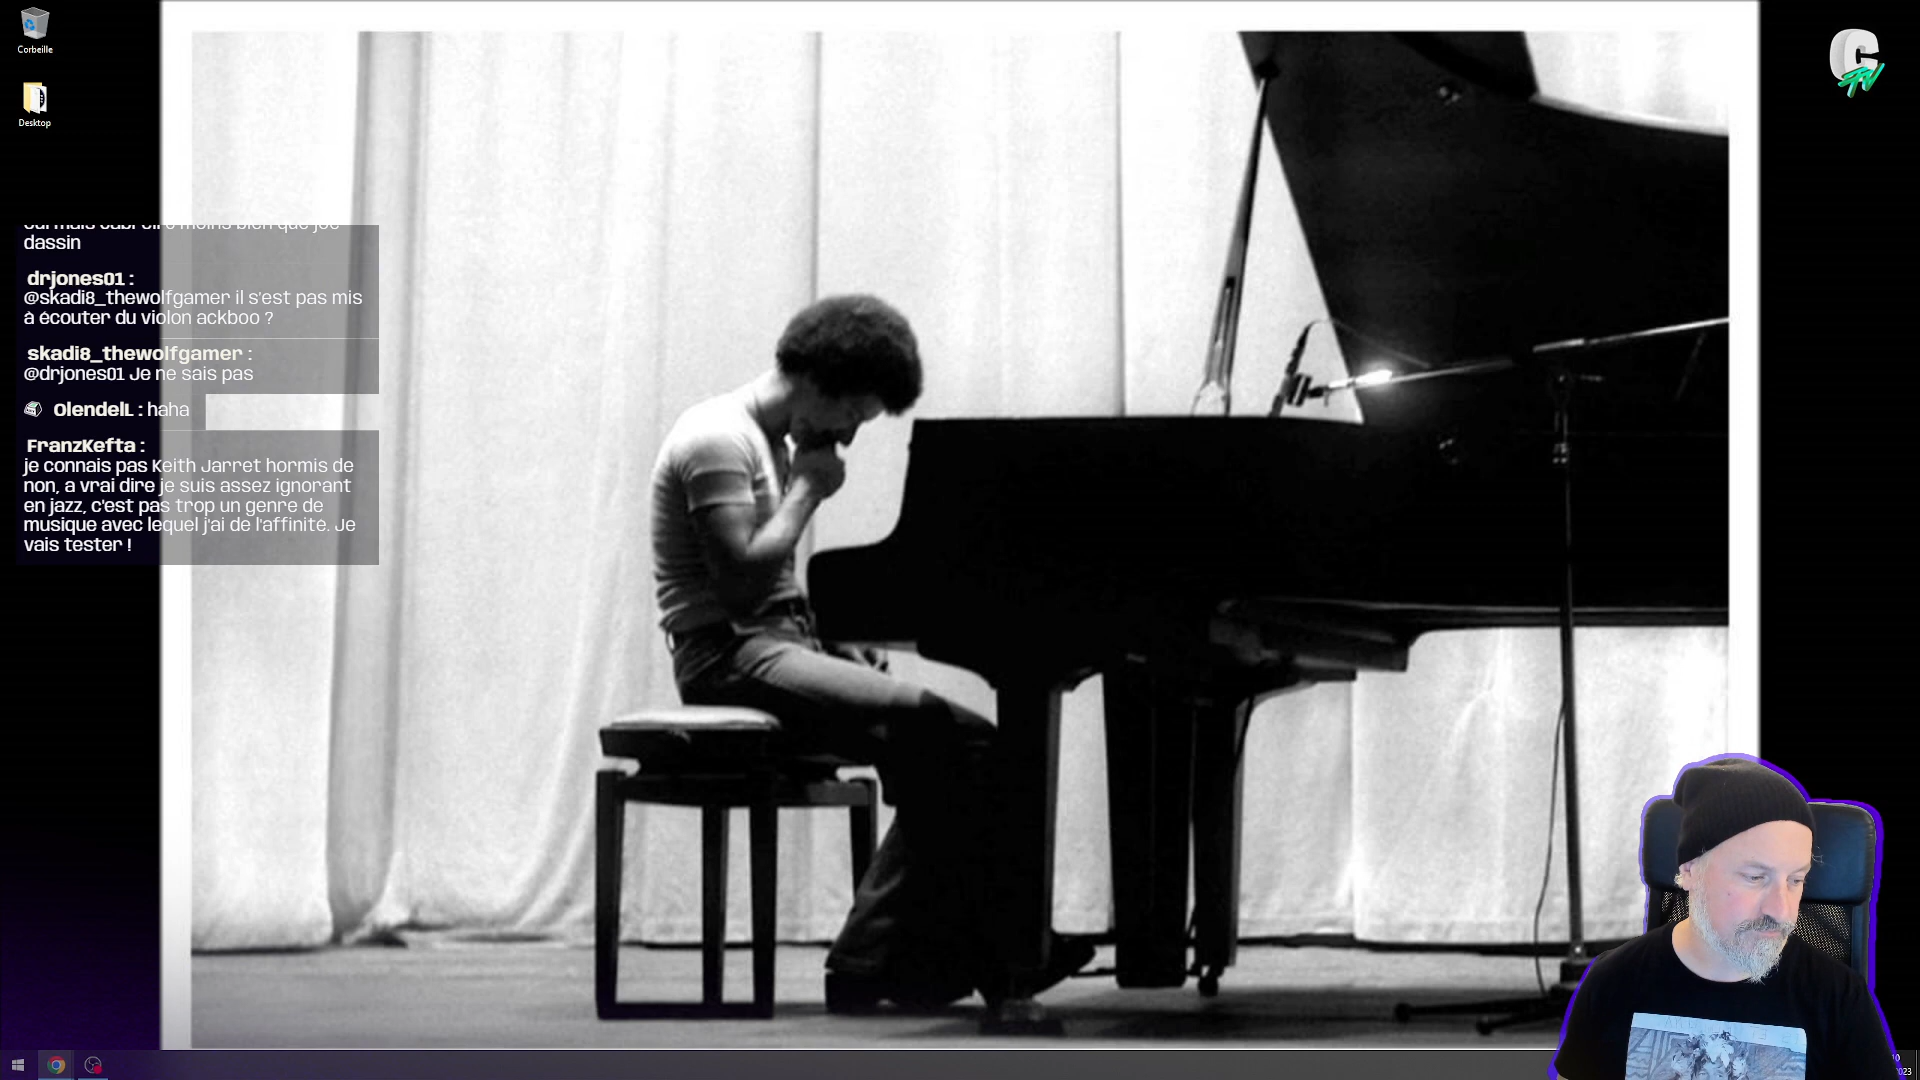 Corbeille
Desktop
dassin
drjones01 :
@skadi8_thewolfgamer il s'est pas mis
à écouter du violon ackboo ?
skadi8_thewolfgamer :
@drjones01 Je ne sais pas
OlendelL : haha
FranzKefta :
je connais pas Keith Jarret hormis de
non, a vrai dire je suis assez ignorant
en jazz, c'est pas trop un genre de
musique avec lequel j'ai de l'affinité. Je
vais tester !